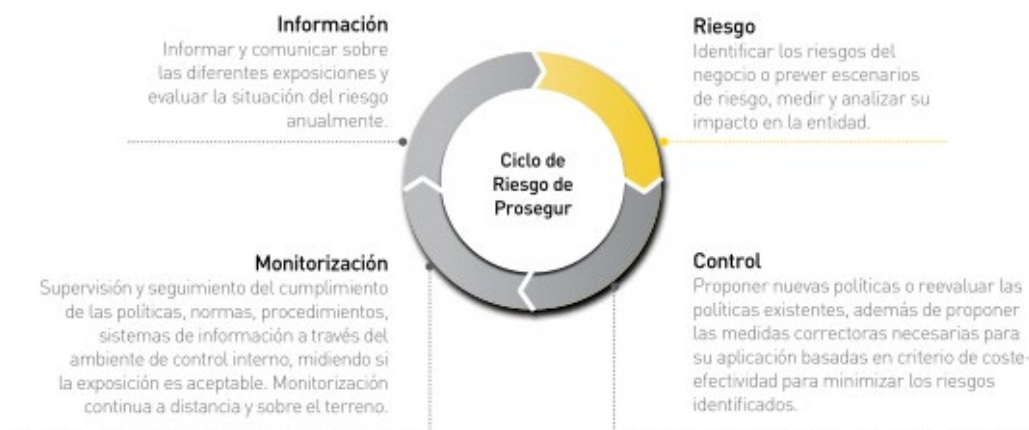 Información
Informar y comunicar sobre
las diferentes exposiciones y
evaluar la situación del riesgo
anualmente.
Riesgo
Identificar los riesgos del
negocio o prever escenarios
de riesgo, medir y analizar su
impacto en la entidad.
Ciclo de
Riesgo de
Prosegur
Monitorización
Supervisión y seguimiento del cumplimiento
de las políticas, normas, procedimientos,
sistemas de información a través del
ambiente de control interno, midiendo si
la exposición es aceptable. Monitorización
continua a distancia y sobre el terreno.
Control
Proponer nuevas políticas o reevaluar las
políticas existentes, además de proponer
las medidas correctoras necesarias para
su aplicación basadas en criterio de coste-
efectividad para minimizar los riesgos
identificados.